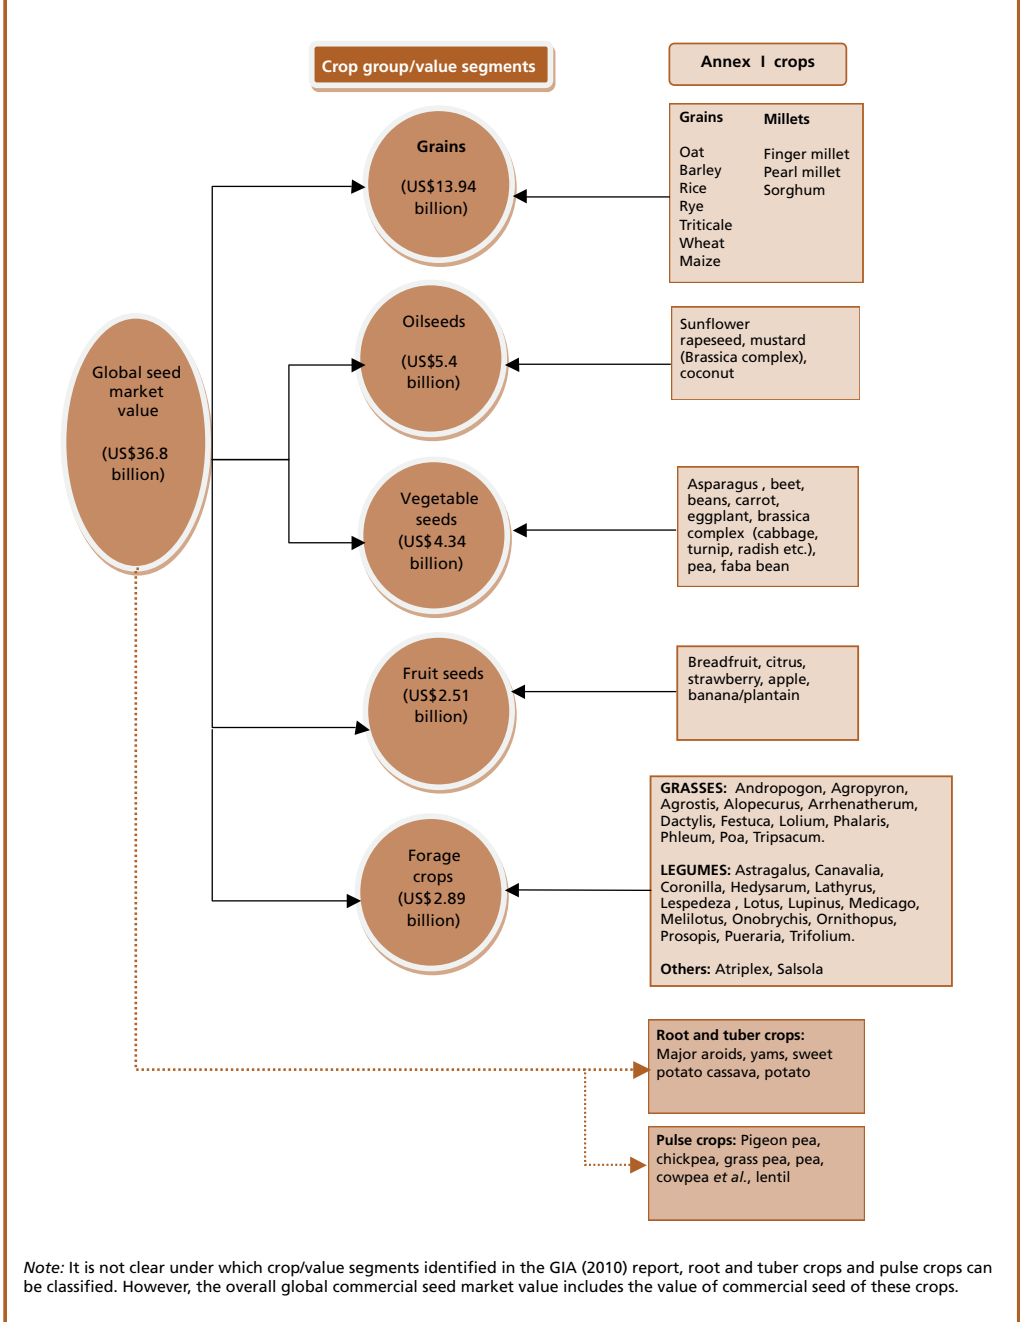 Crop group/value segments
Annex I crops
Grains
(US$13.94
billion)
Grains
Oat
Barley
Rice
Rye
Triticale
Wheat
Maize
Millets
Finger millet
Pearl millet
Sorghum
Global seed
market
value
(US$36.8
billion)
Oilseeds
(US$5.4
billion)
Sunflower
rapeseed, mustard
(Brassica complex),
coconut
Vegetable
seeds
(US$4.34
billion)
Asparagus , beet,
beans, carrot,
eggplant, brassica
complex (cabbage,
turnip, radish etc.),
pea, faba bean
Fruit seeds
(US$2.51
billion)
Breadfruit, citrus,
strawberry, apple,
banana/plantain
Forage
crops
(US$2.89
billion)
GRASSES: Andropogon, Agropyron,
Agrostis, Alopecurus, Arrhenatherum,
Dactylis, Festuca, Lolium, Phalaris,
Phleum, Poa, Tripsacum.
LEGUMES: Astragalus, Canavalia,
Coronilla, Hedysarum, Lathyrus,
Lespedeza , Lotus, Lupinus, Medicago,
Melilotus, Onobrychis, Ornithopus,
Prosopis, Pueraria, Trifolium.
Others: Atriplex, Salsola
Root and tuber crops:
Major aroids, yams, sweet
potato cassava, potato
Pulse crops: Pigeon pea,
chickpea, grass pea, pea,
cowpea et al., lentil
Note: It is not clear under which crop/value segments identified in the GIA (2010) report, root and tuber crops and pulse crops can
be classified. However, the overall global commercial seed market value includes the value of commercial seed of these crops.